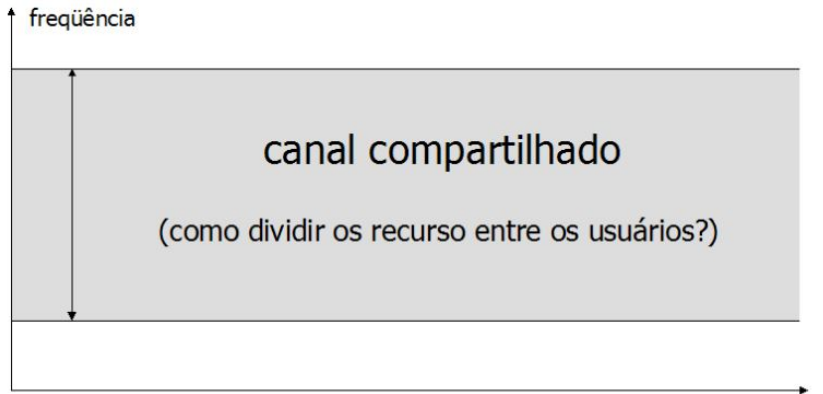 freqüência
canal compartilhado
(como dividir os recurso entre os usuários?)